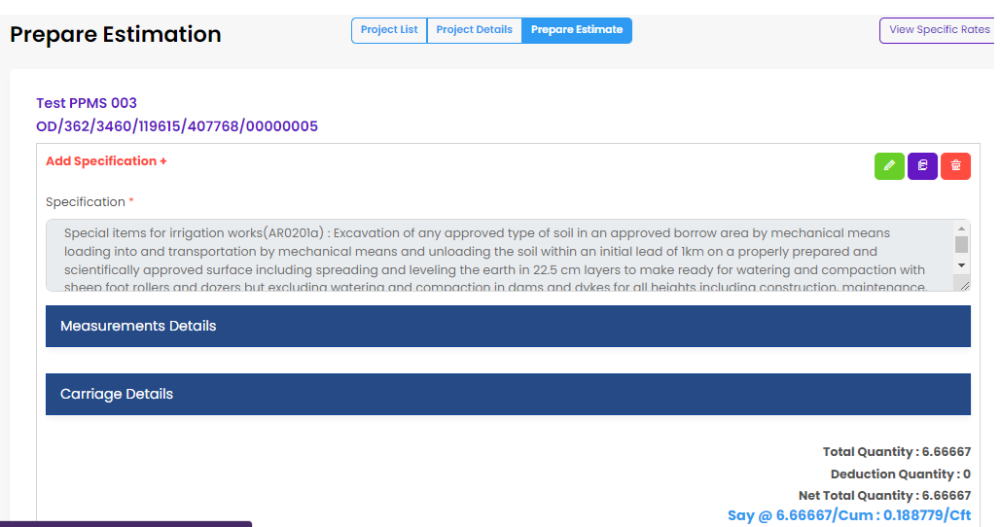 Prepare Estimation
Project List
Project Details
Prepare Estimate
View Specific Rates
Test PPMS 003
OD/362/3460/119615/407768/00000005
Add Specification +
Specification *
Special items for irrigation works(AR0201a) : Excavation of any approved type of soil in an approved borrow area by mechanical means
loading into and transportation by mechanical means and unloading the soil within an initial lead of 1km on a properly prepared and
scientifically approved surface including spreading and leveling the earth in 22.5 cm layers to make ready for watering and compaction with
sheep foot rollers and dozers but excluding watering and compaction in dams and dykes for all heights including construction, maintenance,
Measurements Details
Carriage Details
Total Quantity : 6.66667
Deduction Quantity : 0
Net Total Quantity : 6.66667
Say @ 6.66667/Cum : 0.188779/Cft